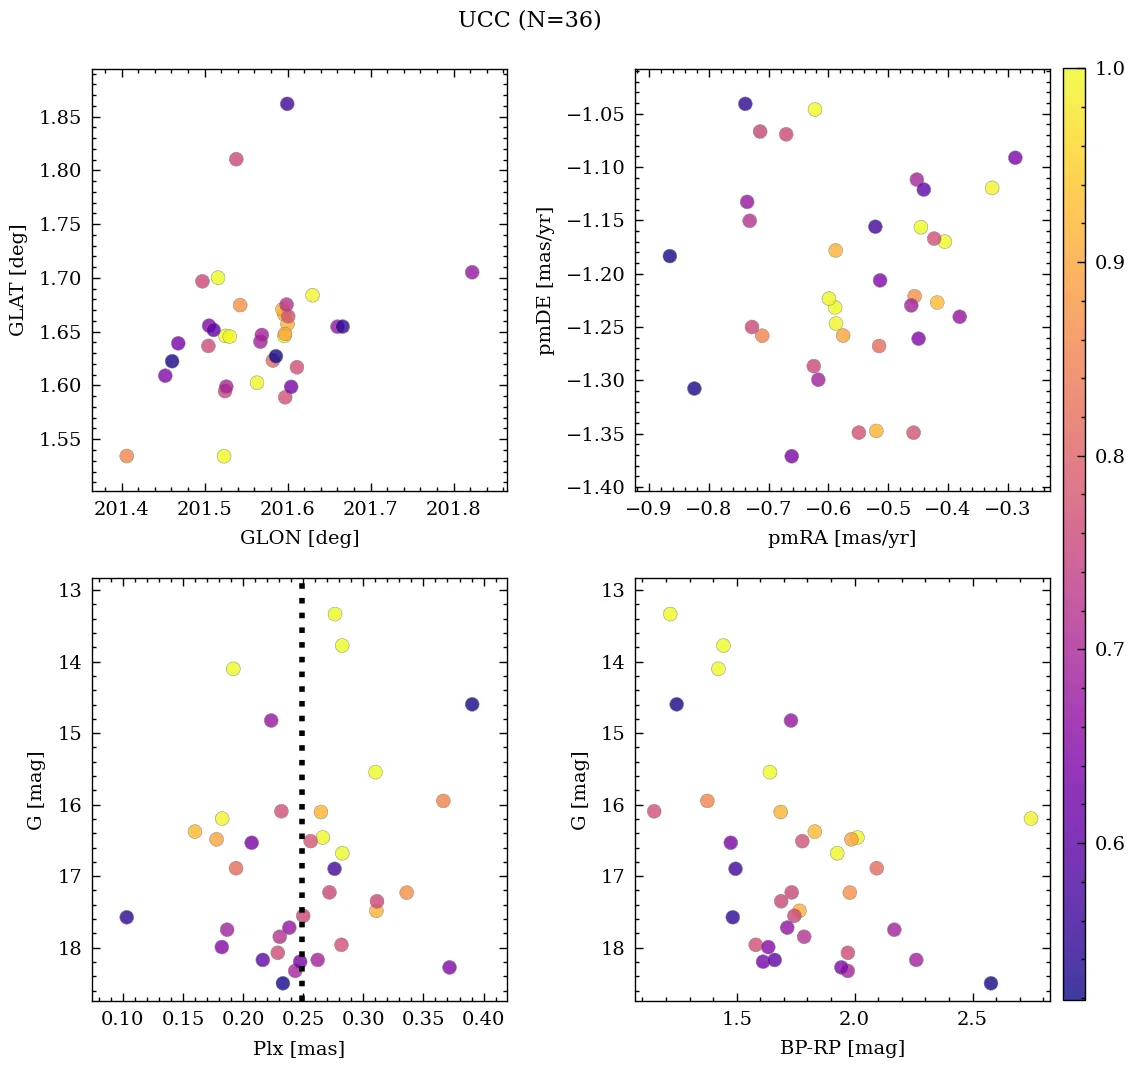 UCC (N=36)
1.85
1.80
1.75
1.70
1.65
1.60
1.55
GLAT [deg]
201.4 201.5 201.6 201.7 201.8
GLON [deg]
−1.05
−1.10
−1.15
−1.20
−1.25
−1.30
−1.35
−1.40
pmDE [mas/yr]
−0.9 −0.8 −0.7 −0.6 −0.5 −0.4 −0.3
pmRA [mas/yr]
1.0
0.9
0.8
0.7
0.6
13
14
15
16
17
18
G [mag]
0.10 0.15 0.20 0.25 0.30 0.35 0.40
Plx [mas]
13
14
15
16
17
18
G [mag]
1.5 2.0 2.5
BP-RP [mag]